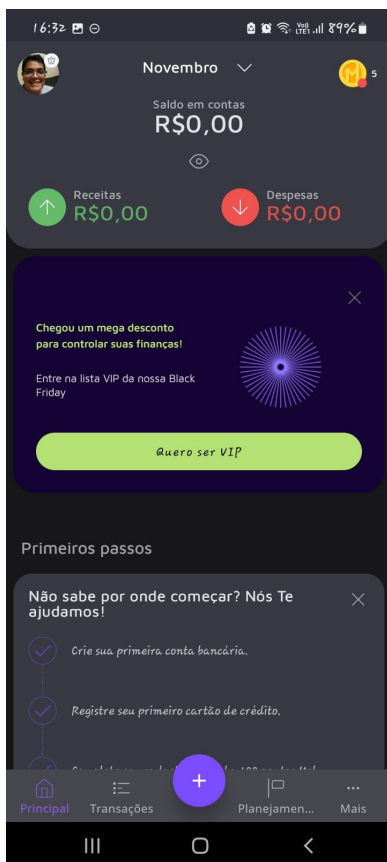 16:32
89%
Novembro
5
Saldo em contas
R$0,00
Receitas
R$0,00
Despesas
R$0,00
Chegou um mega desconto
para controlar suas finanças!
Entre na lista VIP da nossa Black
Friday
Quero ser VIP
Primeiros passos
Não sabe por onde começar? Nós Te
ajudamos!
Crie sua primeira conta bancária.
Registre seu primeiro cartão de crédito.
Principal
Transações
Planejamen...
Mais